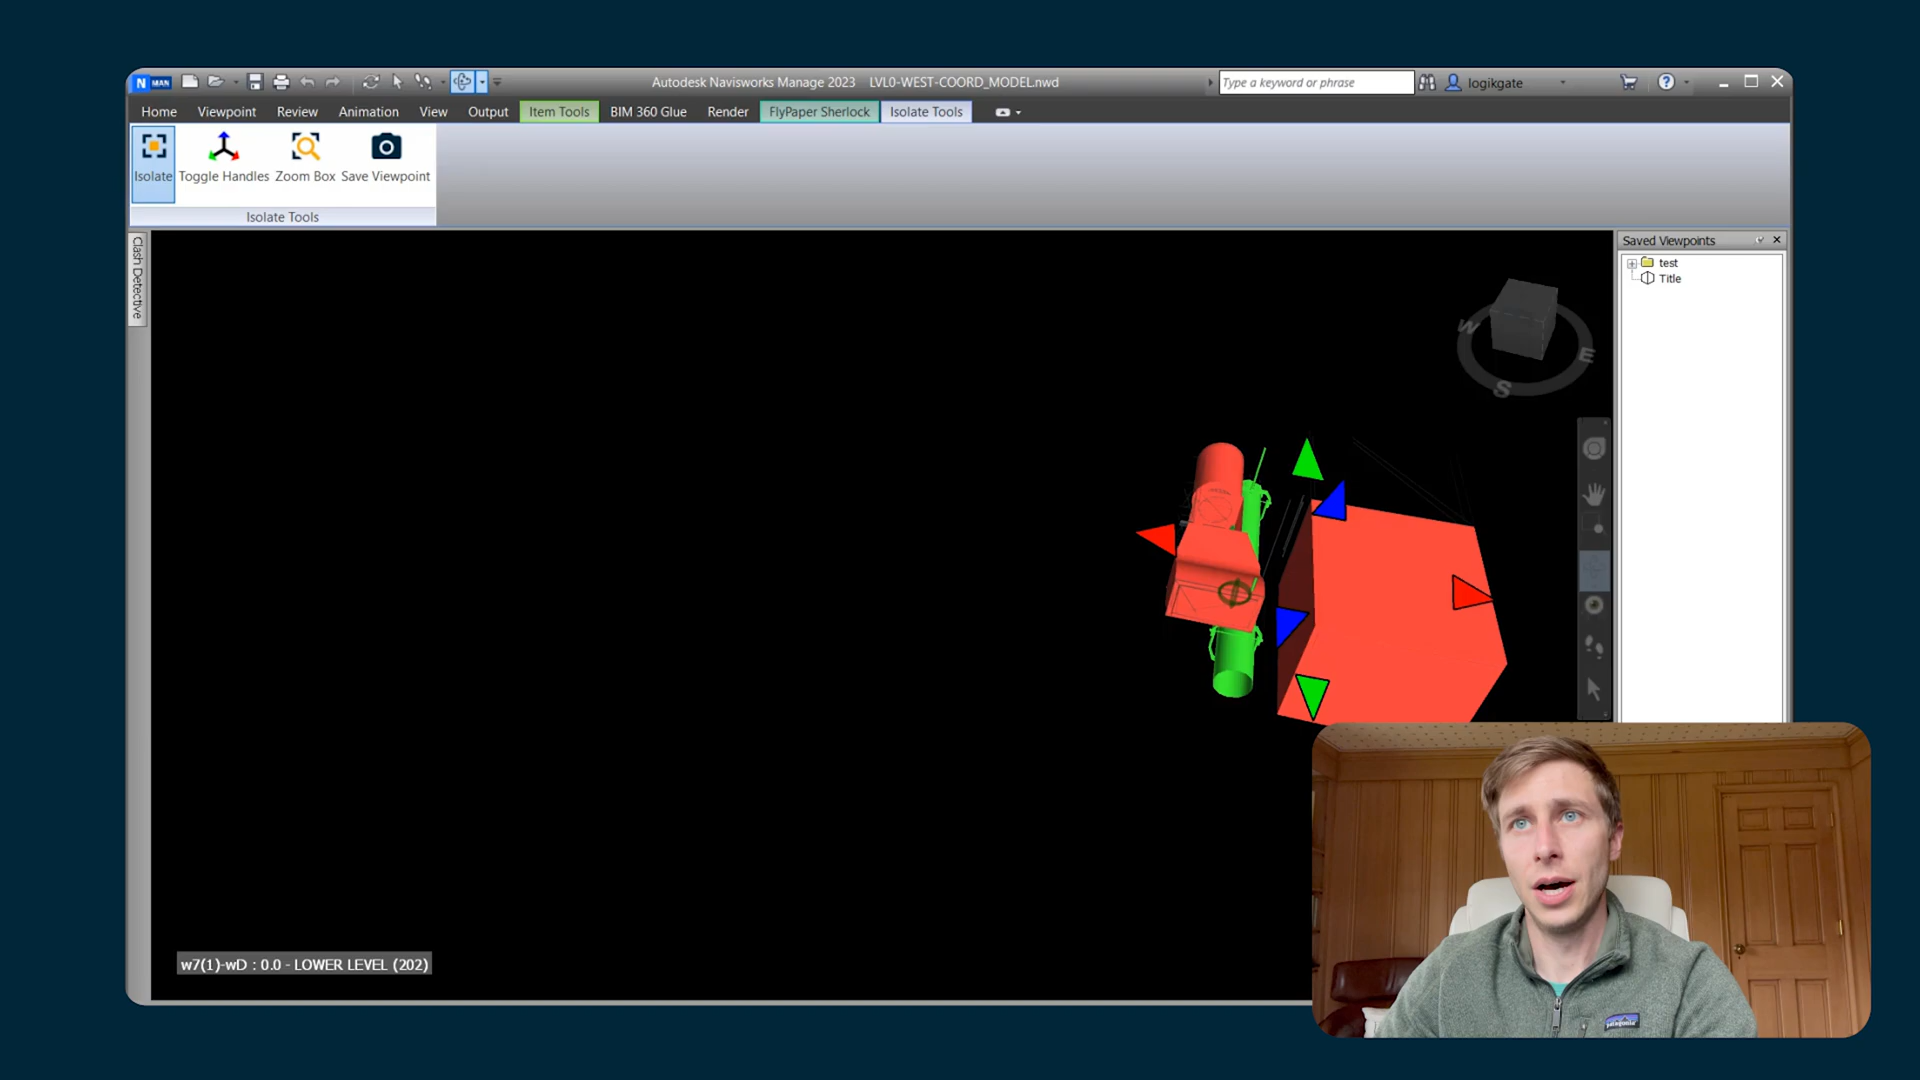 N MAN
Autodesk Navisworks Manage 2023 LVL0-WEST-COORD_MODEL.nwd
Type a keyword or phrase
logikgate
Home Viewpoint Review Animation View Output Item Tools BIM 360 Glue Render FlyPaper Sherlock Isolate Tools
Isolate Toggle Handles Zoom Box Save Viewpoint
Isolate Tools
Clash Detective
Saved Viewpoints
test
Title
W
E
S
w7(1)-wD : 0.0 - LOWER LEVEL (202)
patagonia